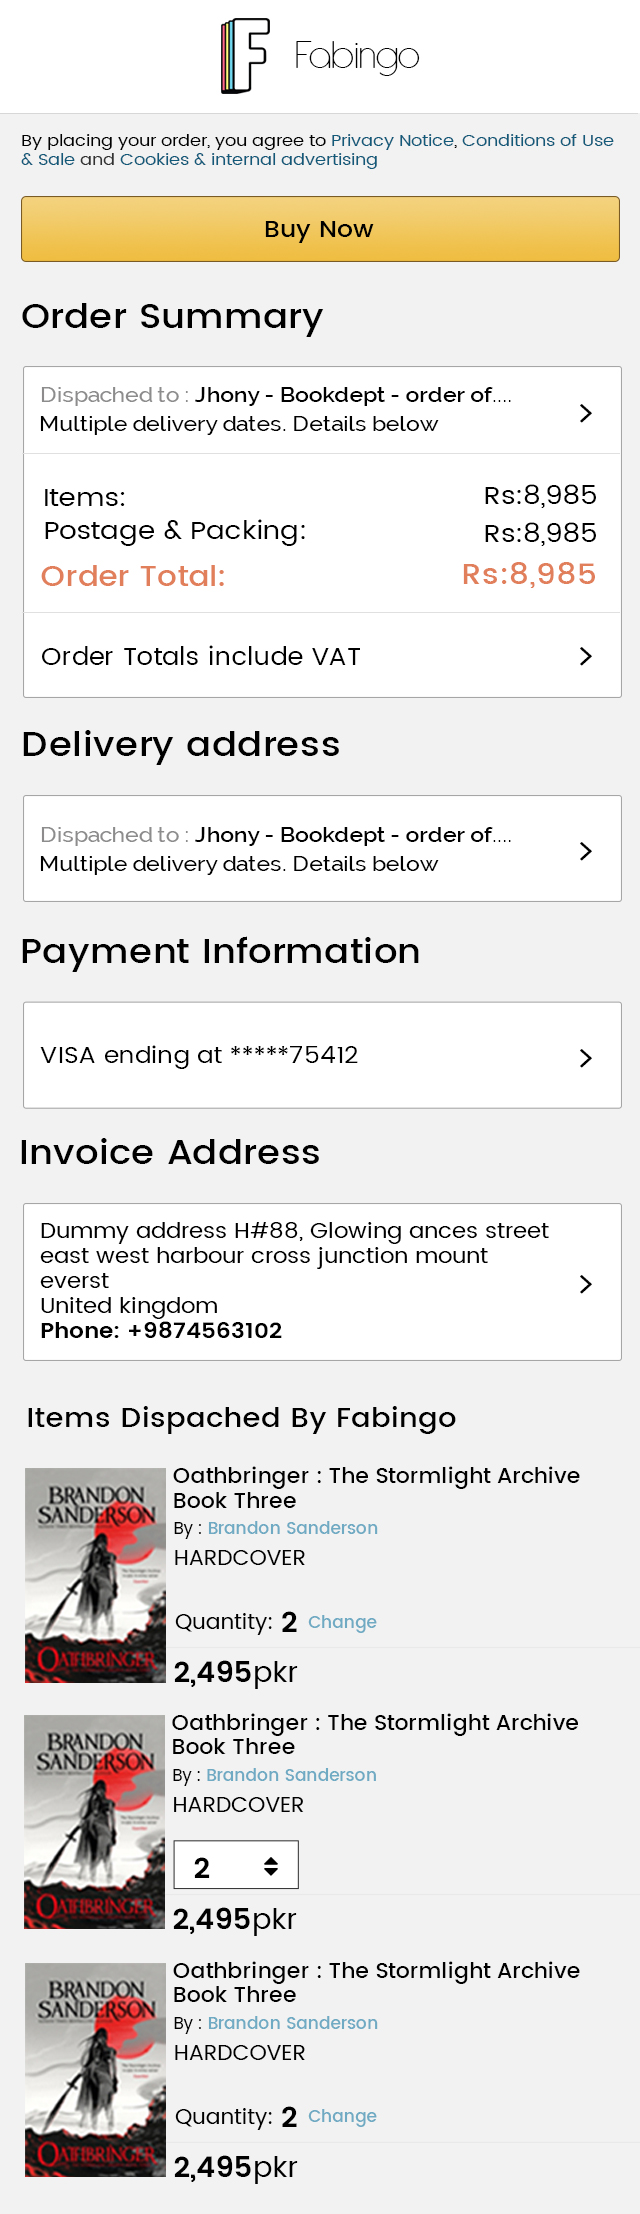 F Fabingo
By placing your order, you agree to Privacy Notice, Conditions of Use
& Sale and Cookies & internal advertising
Buy Now
Order Summary
Dispached to : Jhony - Bookdept - order of....
Multiple delivery dates. Details below
Items: Rs:8,985
Postage & Packing: Rs:8,985
Order Total: Rs:8,985
Order Totals include VAT
Delivery address
Dispached to : Jhony - Bookdept - order of....
Multiple delivery dates. Details below
Payment Information
VISA ending at *****75412
Invoice Address
Dummy address H#88, Glowing ances street
east west harbour cross junction mount
everst
United kingdom
Phone: +9874563102
Items Dispached By Fabingo
BRANDON
SANDERSON
OATHBRINGER
Oathbringer : The Stormlight Archive
Book Three
By : Brandon Sanderson
HARDCOVER
Quantity: 2 Change
2,495pkr
BRANDON
SANDERSON
OATHBRINGER
Oathbringer : The Stormlight Archive
Book Three
By : Brandon Sanderson
HARDCOVER
2
2,495pkr
BRANDON
SANDERSON
OATHBRINGER
Oathbringer : The Stormlight Archive
Book Three
By : Brandon Sanderson
HARDCOVER
Quantity: 2 Change
2,495pkr